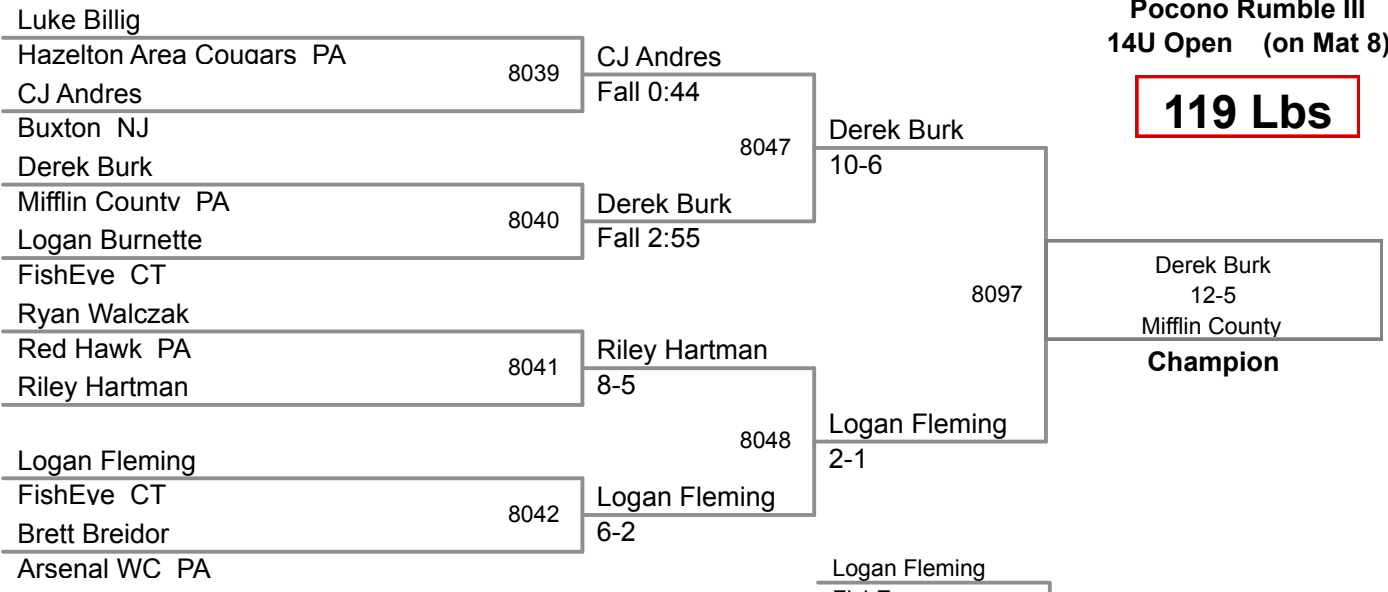 Pocono Rumble III
14U Open (on Mat 8)
119 Lbs
Luke Billig
Hazelton Area Cougars PA
8039
CJ Andres
Buxton NJ
Derek Burk
Mifflin County PA
8040
Logan Burnette
FishEye CT
Ryan Walczak
Red Hawk PA
8041
Riley Hartman
Logan Fleming
FishEye CT
8042
Brett Breidor
Arsenal WC PA
CJ Andres
Fall 0:44
8047
Derek Burk
Fall 2:55
Riley Hartman
8-5
8048
Logan Fleming
6-2
Derek Burk
10-6
8097
Logan Fleming
2-1
Derek Burk
12-5
Mifflin County
Champion
Logan Fleming